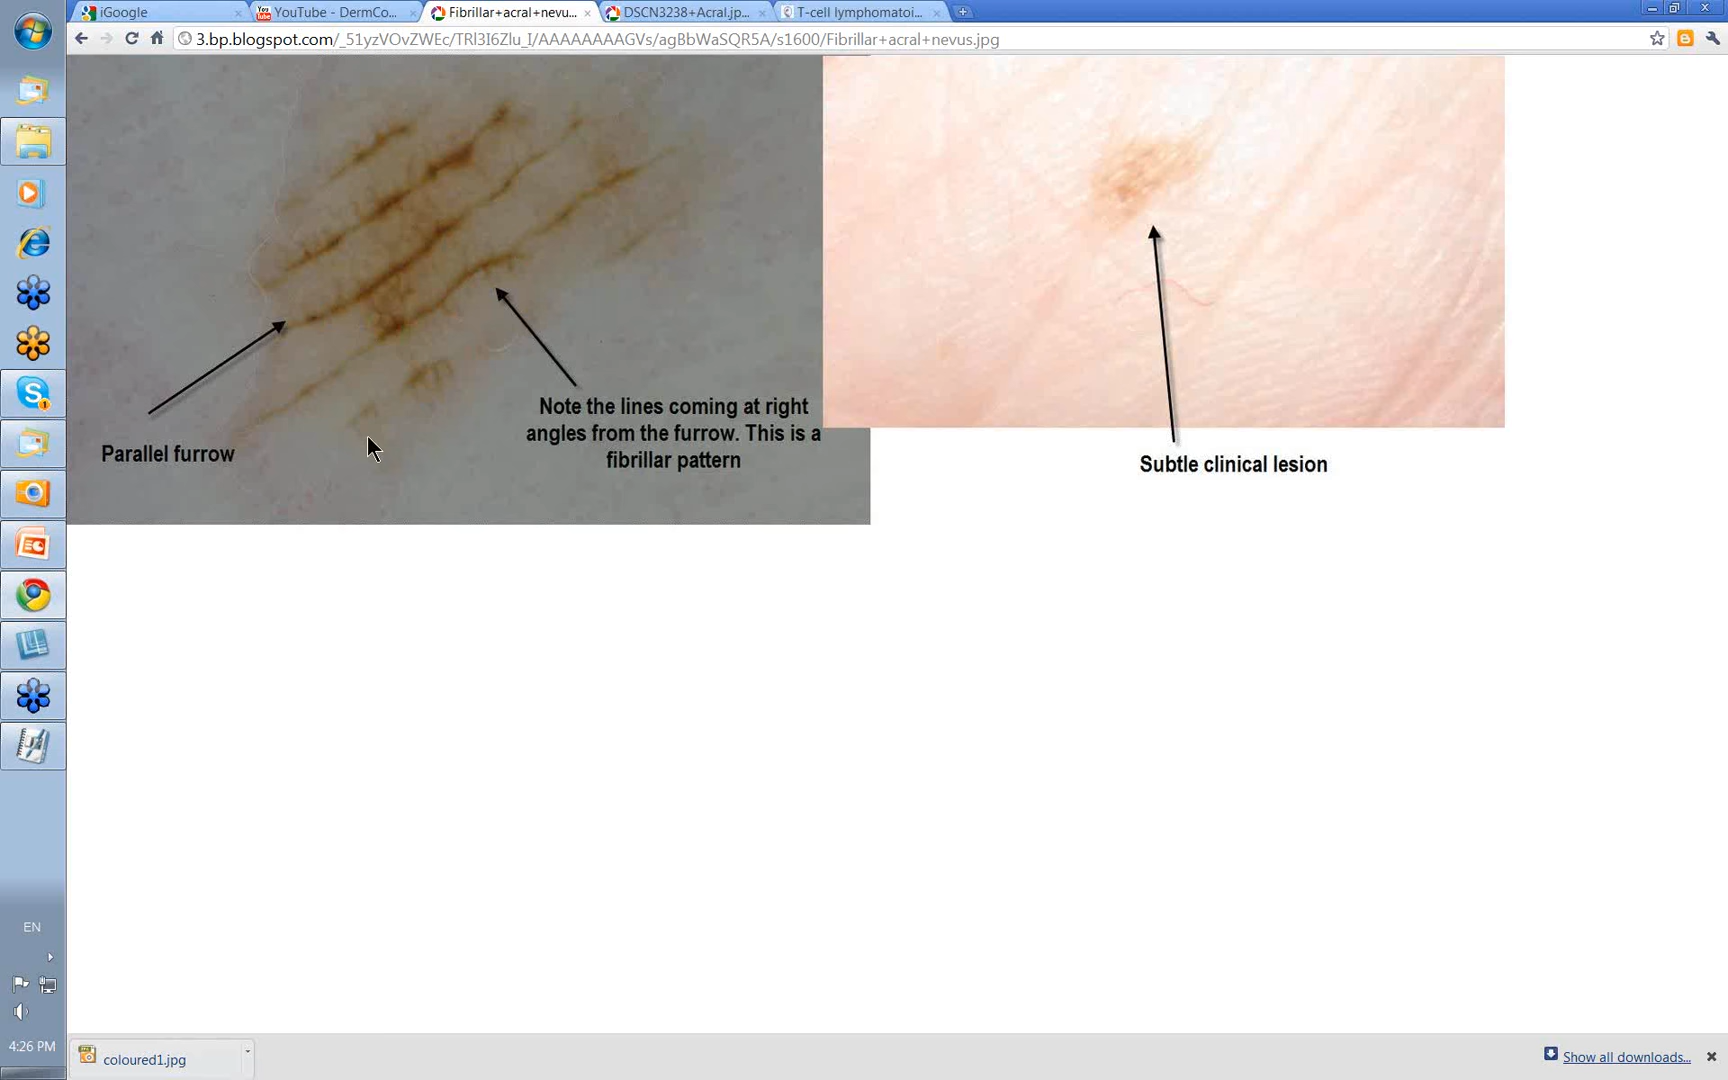 iGoogle
YouTube - DermCo...
Fibrillar+acral+nevu...
DSCN3238+Acral.jp...
T-cell lymphomatoi...
3.bp.blogspot.com/_51yzVOvZWEc/TRl3I6Zlu_I/AAAAAAAAGVs/agBbWaSQR5A/s1600/Fibrillar+acral+nevus.jpg
Parallel furrow
Note the lines coming at right
angles from the furrow. This is a
fibrillar pattern
Subtle clinical lesion
EN
4:26 PM
coloured1.jpg
Show all downloads...